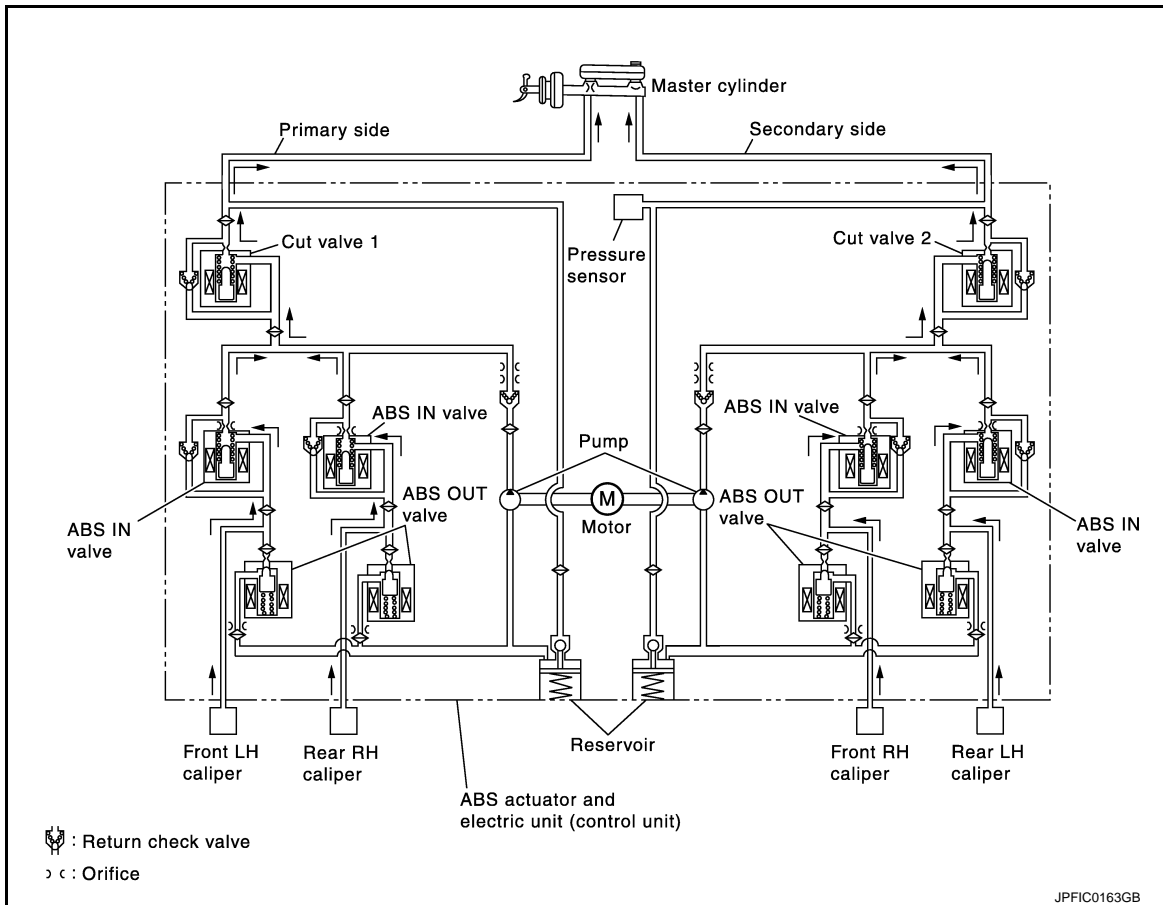 Master cylinder
Primary side
Secondary side
Cut valve 1
Pressure
sensor
Cut valve 2
ABS IN valve
ABS IN valve
Pump
ABS OUT
valve
M
Motor
ABS OUT
valve
ABS IN
valve
ABS IN
valve
Reservoir
Front LH
caliper
Rear RH
caliper
Front RH
caliper
Rear LH
caliper
ABS actuator and
electric unit (control unit)
: Return check valve
: Orifice
JPFIC0163GB